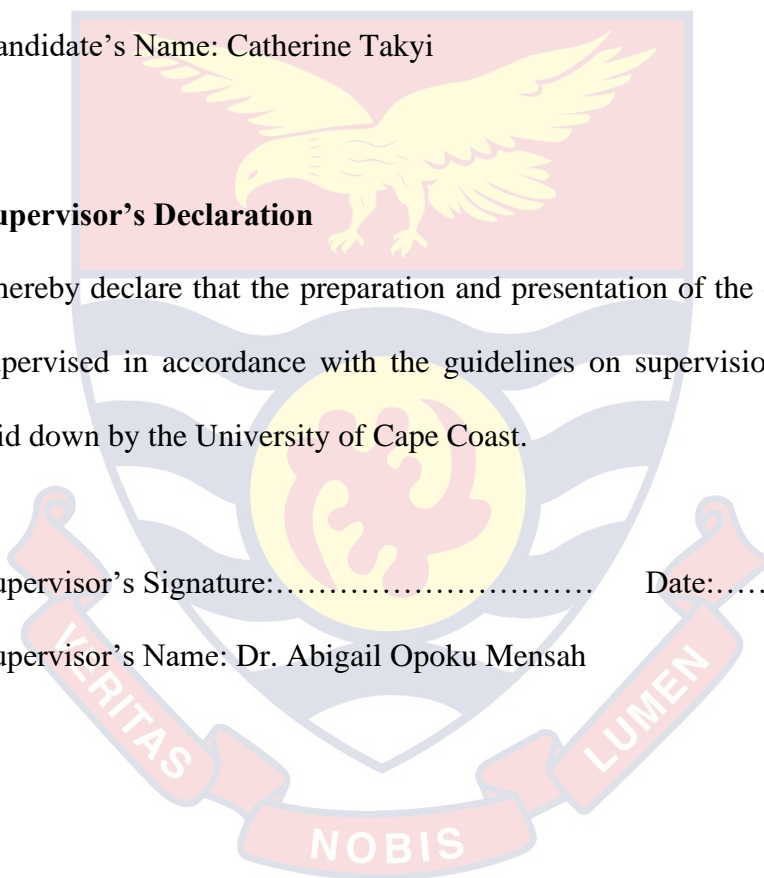 andidate's Name: Catherine Takyi
upervisor's Declaration
hereby declare that the preparation and presentation of the
pervised in accordance with the guidelines on supervisio
id down by the University of Cape Coast.
upervisor's Signature:………………………… Date:……
upervisor's Name: Dr. Abigail Opoku Mensah
VERITAS
NOBIS
LUMEN